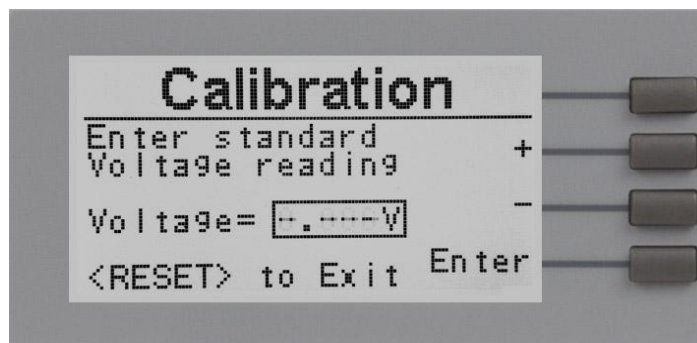 Calibration
Enter standard
Voltage reading
+
Voltage= -.---V
-
<RESET> to Exit
Enter